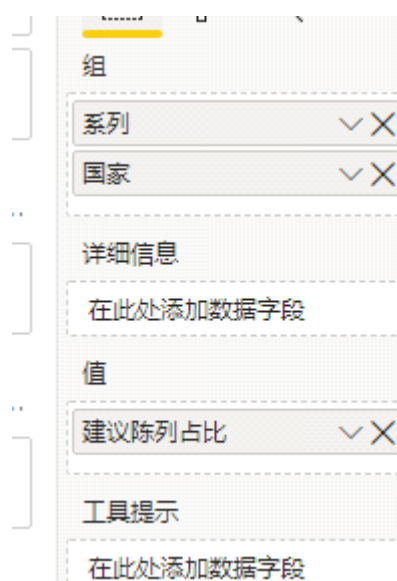 组
系列
国家
详细信息
在此处添加数据字段
值
建议陈列占比
工具提示
在此处添加数据字段